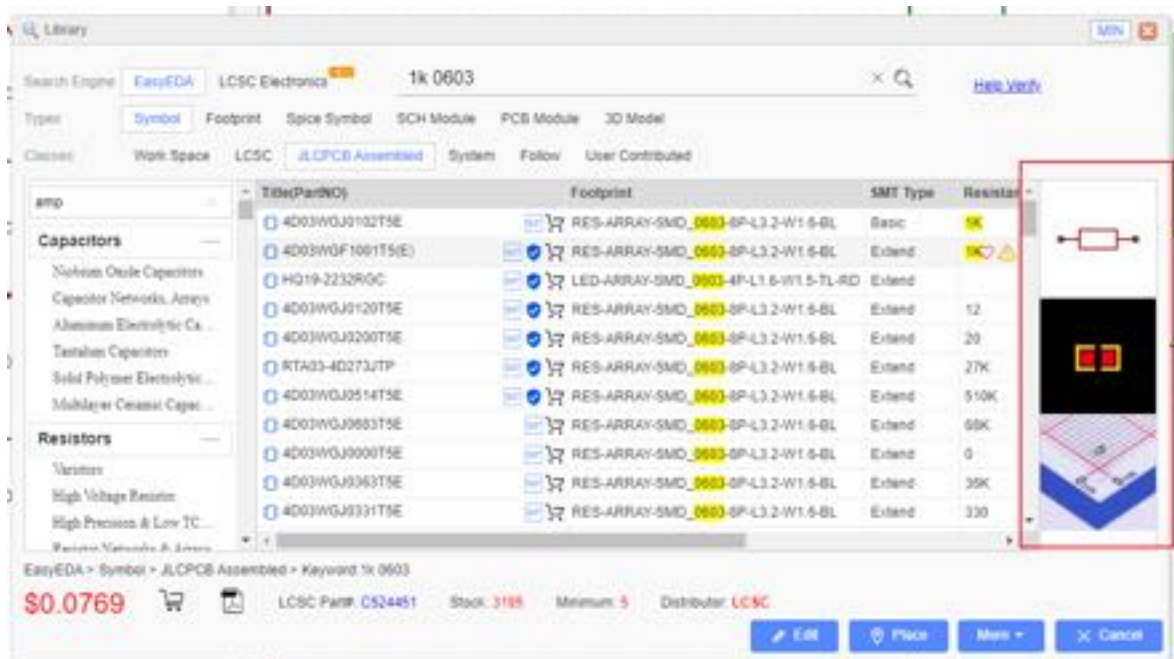 Library MIN
Search Engine EasyEDA LCSC Electronics 1k 0603 Help Verify
Types Symbol Footprint Spice Symbol SCH Module PCB Module 3D Model
Classes Work Space LCSC JLCPCB Assembled System Follow User Contributed
amp
Capacitors
Niobium Oxide Capacitors
Capacitor Networks, Arrays
Aluminum Electrolytic Ca...
Tantalum Capacitors
Solid Polymer Electrolytic ...
Multilayer Ceramic Capac...
Resistors
Varistors
High Voltage Resistor
High Precision & Low TC ...
Resistor Networks & Arrays
Title(PartNO) Footprint SMT Type Resistan
4D03WGJ0102T5E RES-ARRAY-SMD_0603-8P-L3.2-W1.6-BL Basic 1K
4D03WGF1001T5(E) RES-ARRAY-SMD_0603-8P-L3.2-W1.6-BL Extend 1K
HQ19-2232RGC LED-ARRAY-SMD_0603-4P-L1.6-W1.5-TL-RD Extend
4D03WGJ0120T5E RES-ARRAY-SMD_0603-8P-L3.2-W1.6-BL Extend 12
4D03WGJ0200T5E RES-ARRAY-SMD_0603-8P-L3.2-W1.6-BL Extend 20
RTA03-4D273JTP RES-ARRAY-SMD_0603-8P-L3.2-W1.6-BL Extend 27K
4D03WGJ0514T5E RES-ARRAY-SMD_0603-8P-L3.2-W1.6-BL Extend 510K
4D03WGJ0683T5E RES-ARRAY-SMD_0603-8P-L3.2-W1.6-BL Extend 68K
4D03WGJ0000T5E RES-ARRAY-SMD_0603-8P-L3.2-W1.6-BL Extend 0
4D03WGJ0363T5E RES-ARRAY-SMD_0603-8P-L3.2-W1.6-BL Extend 36K
4D03WGJ0331T5E RES-ARRAY-SMD_0603-8P-L3.2-W1.6-BL Extend 330
EasyEDA > Symbol > JLCPCB Assembled > Keyword:1k 0603
$0.0769 LCSC Part#: C524451 Stock: 3195 Minimum: 5 Distributor: LCSC
Edit Place More Cancel